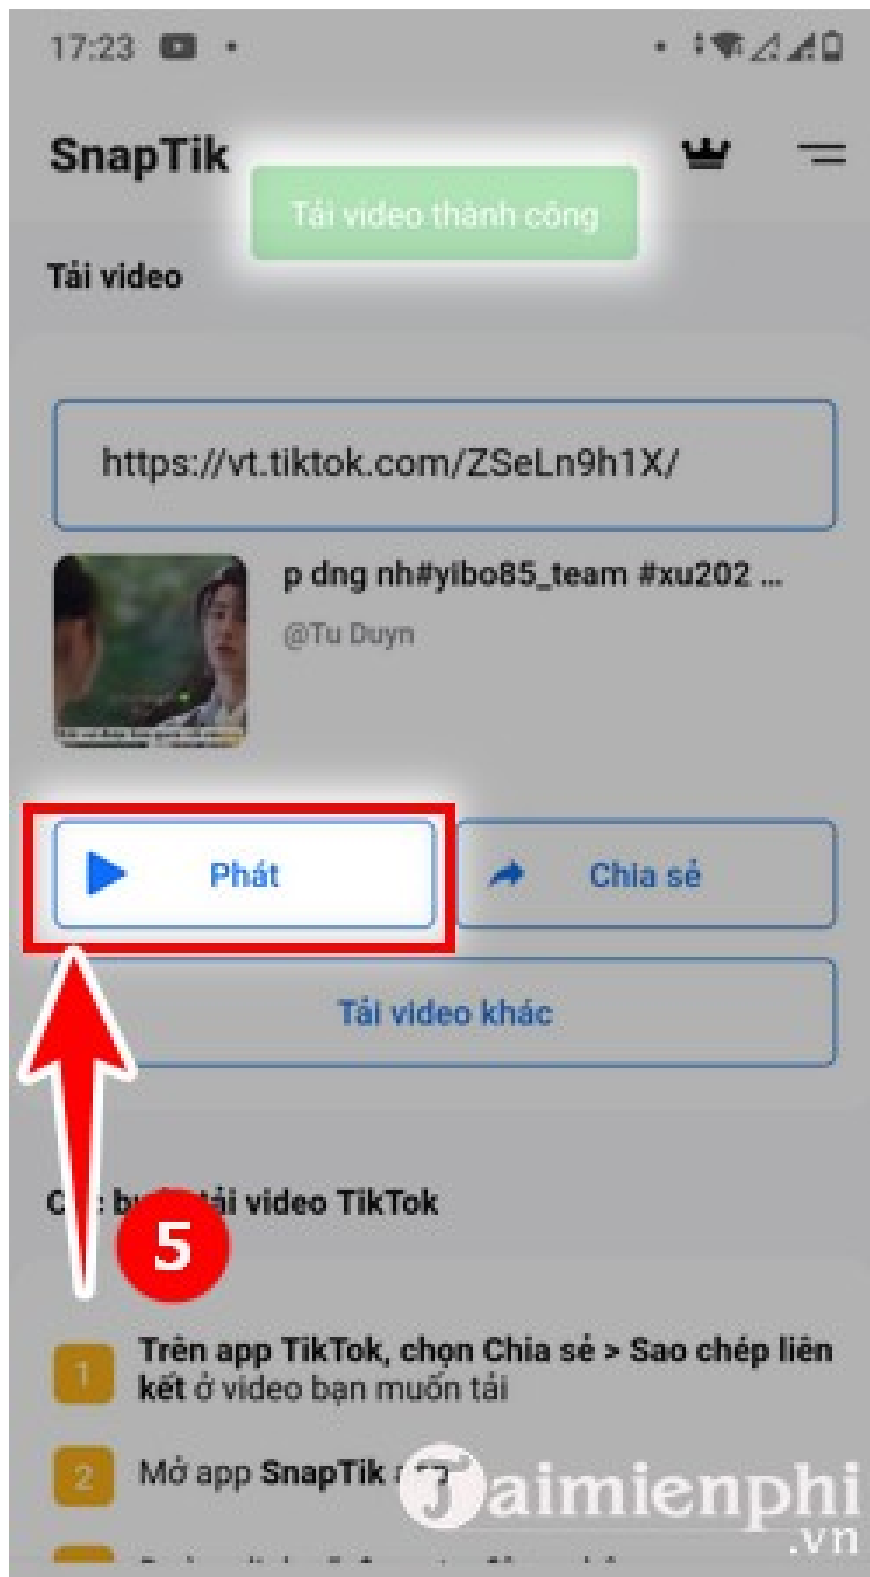 17:23
SnapTik
Tải video thành công
Tải video
https://vt.tiktok.com/ZSeLn9h1X/
p dng nh#yibo85_team #xu202 ...
@Tu Duyn
Phát
Chia sẻ
Tải video khác
tải video TikTok
5
1
Trên app TikTok, chọn Chia sẻ > Sao chép liên
kết ở video bạn muốn tải
2
Mở app SnapTik
Taimienphi
.vn